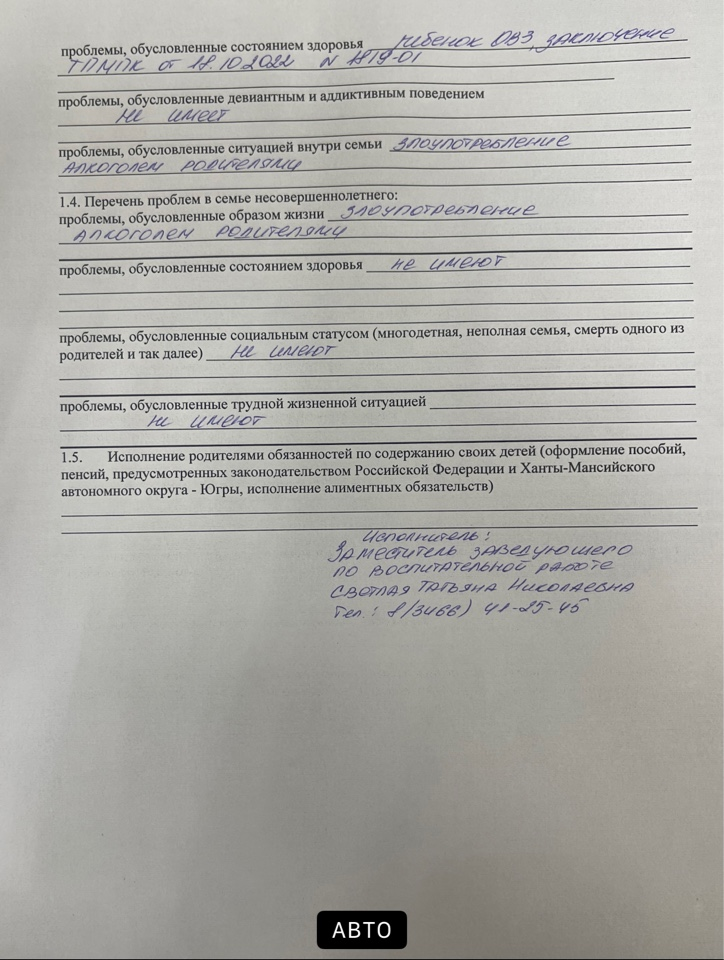 проблемы, обусловленные состоянием здоровья ребенок ОВЗ, заключение
ТПМПК от 18.10.2022 N 1819-01
проблемы, обусловленные девиантным и аддиктивным поведением
не имеет
проблемы, обусловленные ситуацией внутри семьи злоупотребление
алкоголем родителями
1.4. Перечень проблем в семье несовершеннолетнего:
проблемы, обусловленные образом жизни злоупотребление
алкоголем родителями
проблемы, обусловленные состоянием здоровья не имеют
проблемы, обусловленные социальным статусом (многодетная, неполная семья, смерть одного из
родителей и так далее) не имеют
проблемы, обусловленные трудной жизненной ситуацией
не имеют
1.5. Исполнение родителями обязанностей по содержанию своих детей (оформление пособий,
пенсий, предусмотренных законодательством Российской Федерации и Ханты-Мансийского
автономного округа - Югры, исполнение алиментных обязательств)
Исполнитель:
Заместитель заведующего
по воспитательной работе
Светлая Татьяна Николаевна
Тел.: 8/3466) 41-25-45
АВТО